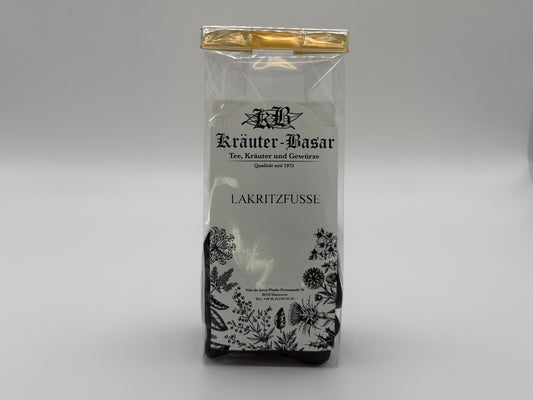 KB
Kräuter-Basar
Tee, Kräuter und Gewürze
Qualität seit 1973
LAKRITZFUSSE